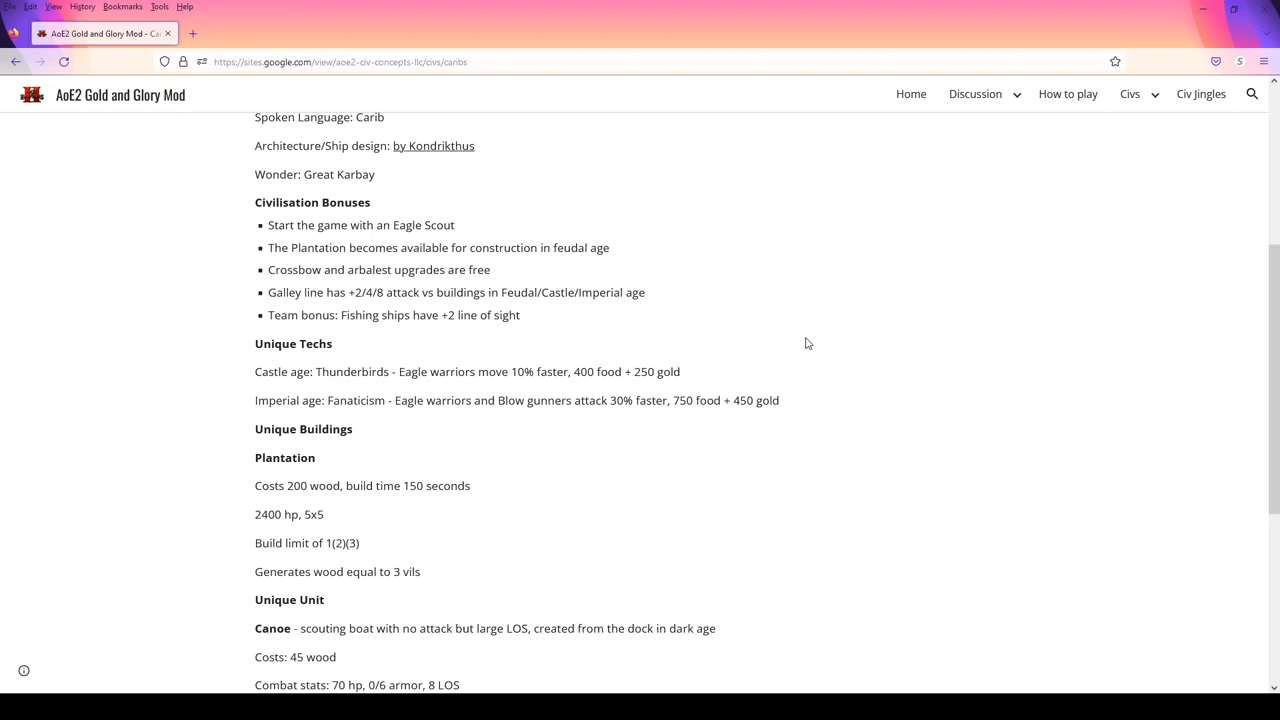 File Edit View History Bookmarks Tools Help
AoE2 Gold and Glory Mod - Ca
https://sites.google.com/view/aoe2-civ-concepts-llc/civs/caribs
AoE2 Gold and Glory Mod Home Discussion How to play Civs Civ Jingles
Spoken Language: Carib
Architecture/Ship design: by Kondrikthus
Wonder: Great Karbay
Civilisation Bonuses
▪ Start the game with an Eagle Scout
▪ The Plantation becomes available for construction in feudal age
▪ Crossbow and arbalest upgrades are free
▪ Galley line has +2/4/8 attack vs buildings in Feudal/Castle/Imperial age
▪ Team bonus: Fishing ships have +2 line of sight
Unique Techs
Castle age: Thunderbirds - Eagle warriors move 10% faster, 400 food + 250 gold
Imperial age: Fanaticism - Eagle warriors and Blow gunners attack 30% faster, 750 food + 450 gold
Unique Buildings
Plantation
Costs 200 wood, build time 150 seconds
2400 hp, 5x5
Build limit of 1(2)(3)
Generates wood equal to 3 vils
Unique Unit
Canoe - scouting boat with no attack but large LOS, created from the dock in dark age
Costs: 45 wood
Combat stats: 70 hp, 0/6 armor, 8 LOS